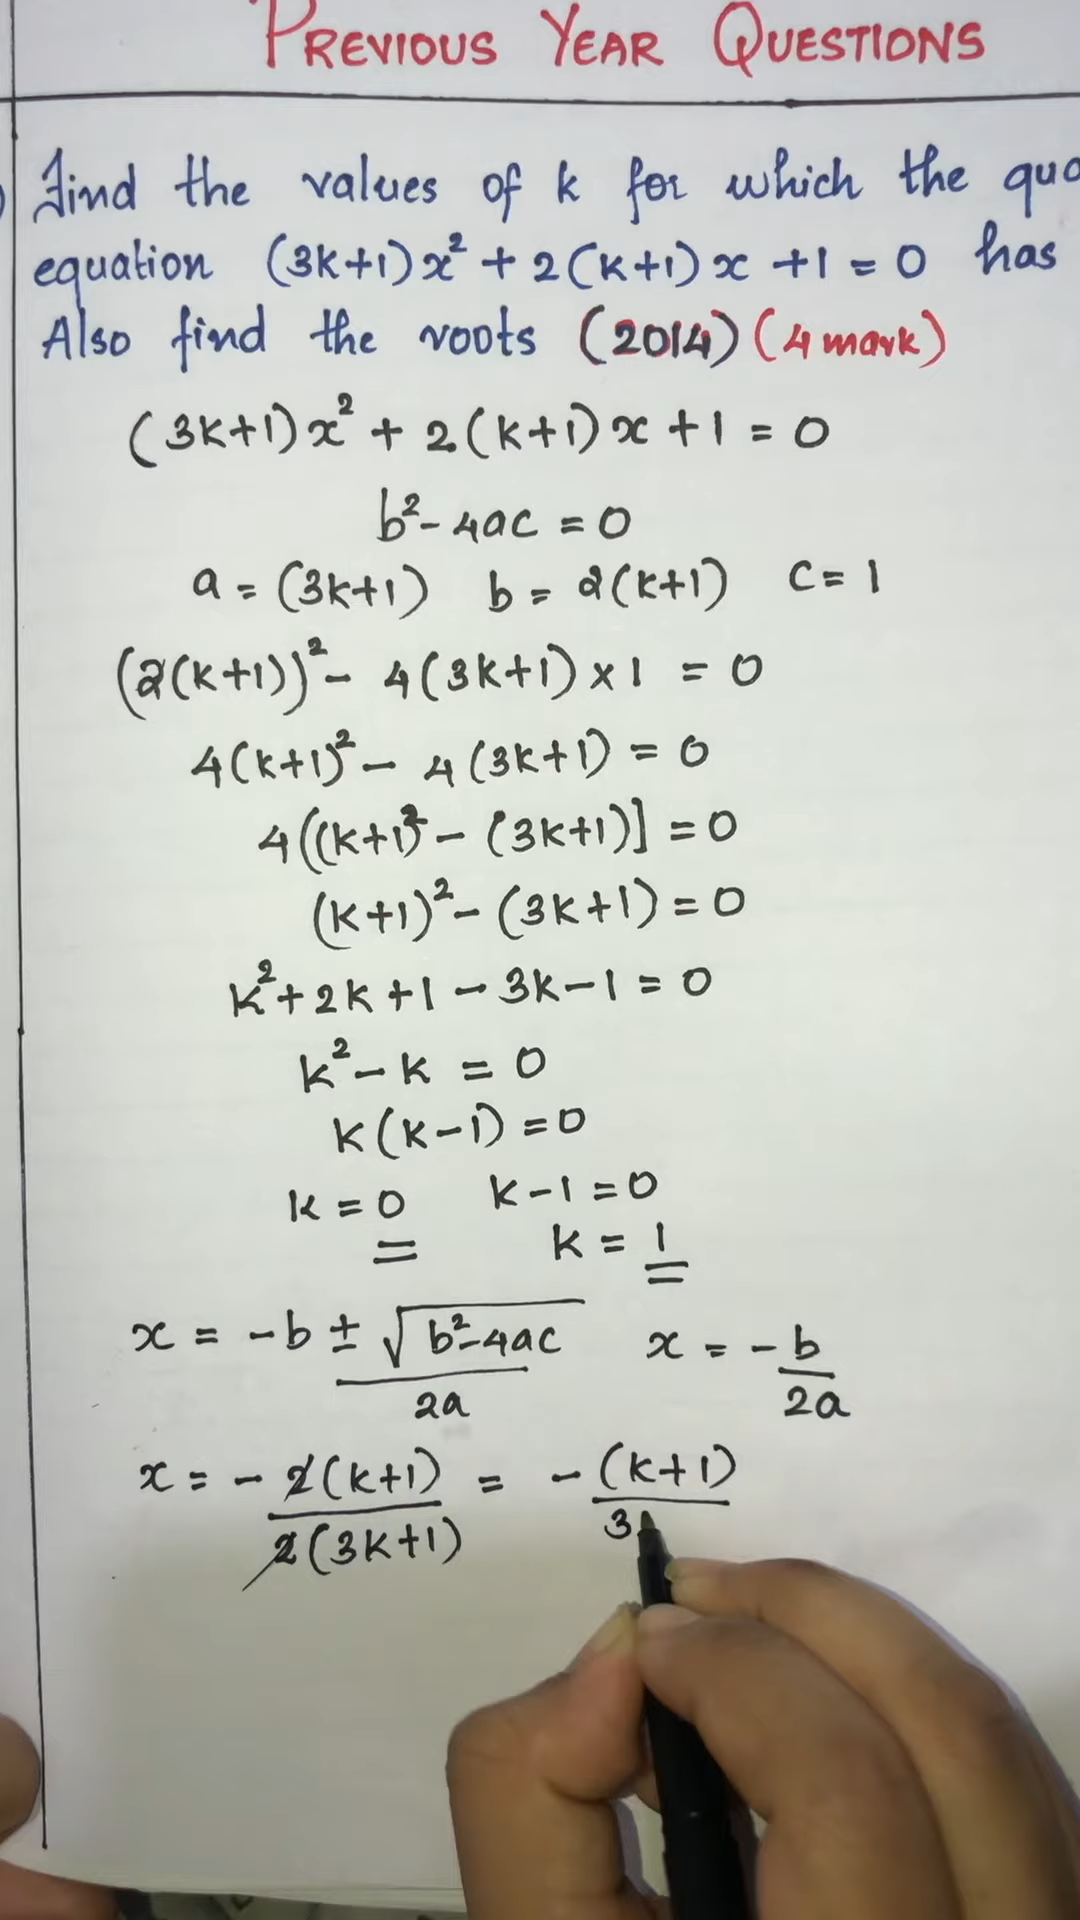 PREVIOUS YEAR QUESTIONS
Find the values of k for which the
equation (3k+1)x² + 2(k+1)x +1 = 0 has
Also find the roots (2014) (4 mark)
(3k+1)x² + 2(k+1)x + 1 = 0
b² - 4ac = 0
a = (3k+1) b = 2(k+1) c = 1
(2(k+1))² - 4(3k+1) × 1 = 0
4(k+1)² - 4(3k+1) = 0
4((k+1)² - (3k+1)] = 0
(k+1)² - (3k+1) = 0
k² + 2k + 1 - 3k - 1 = 0
k² - k = 0
k(k-1) = 0
k = 0 k-1 = 0
k = 1
x = -b ± √b²-4ac / 2a x = -b / 2a
x = -2(k+1) / 2(3k+1) = -(k+1) / 3